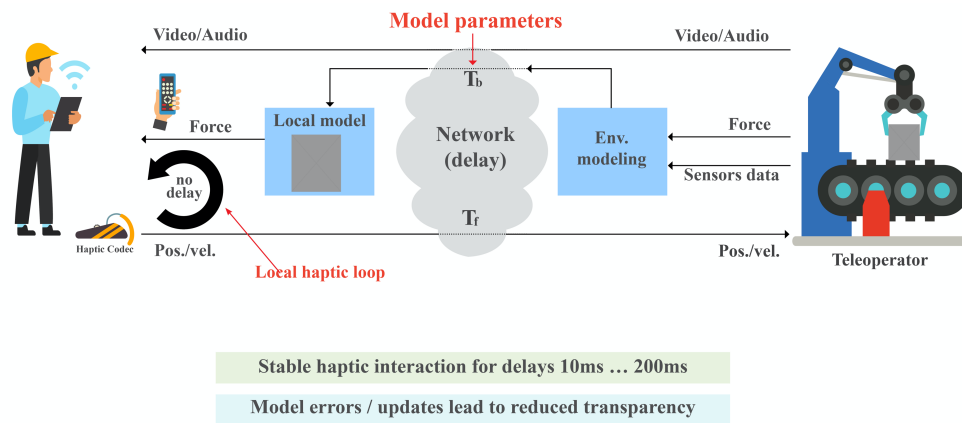 Model parameters
Video/Audio
Video/Audio
T_b
Local model
Force
Network
(delay)
Env.
modeling
Force
Sensors data
no
delay
T_f
Haptic Codec
Pos./vel.
Pos./vel.
Teleoperator
Local haptic loop
Stable haptic interaction for delays 10ms … 200ms
Model errors / updates lead to reduced transparency